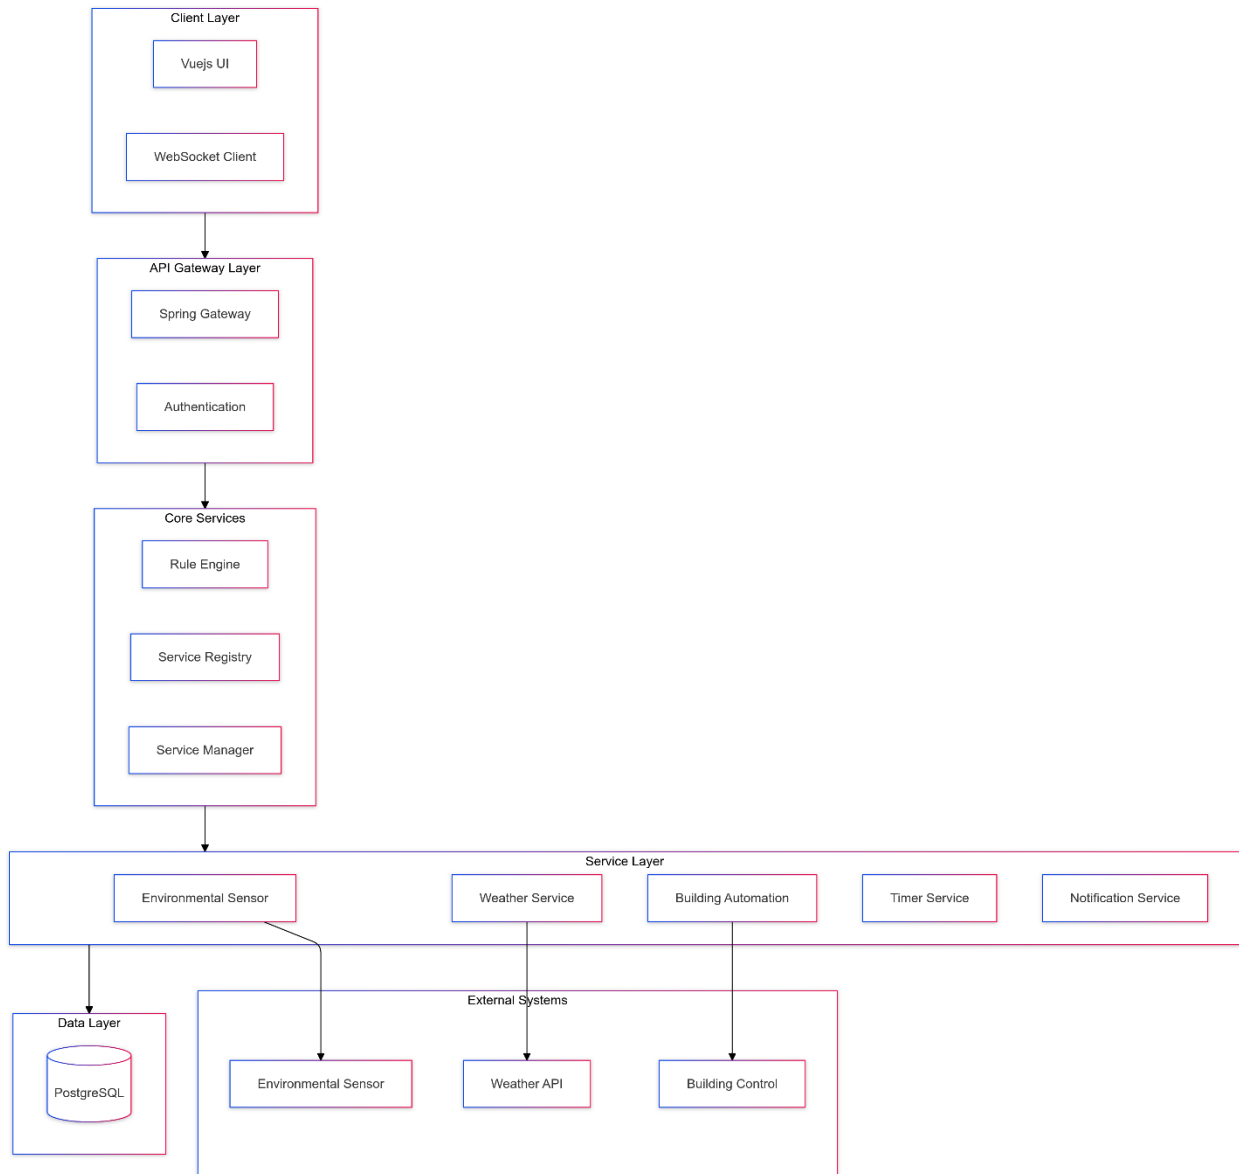 Client Layer
Vuejs UI
WebSocket Client
API Gateway Layer
Spring Gateway
Authentication
Core Services
Rule Engine
Service Registry
Service Manager
Service Layer
Environmental Sensor
Weather Service
Building Automation
Timer Service
Notification Service
External Systems
Data Layer
PostgreSQL
Environmental Sensor
Weather API
Building Control